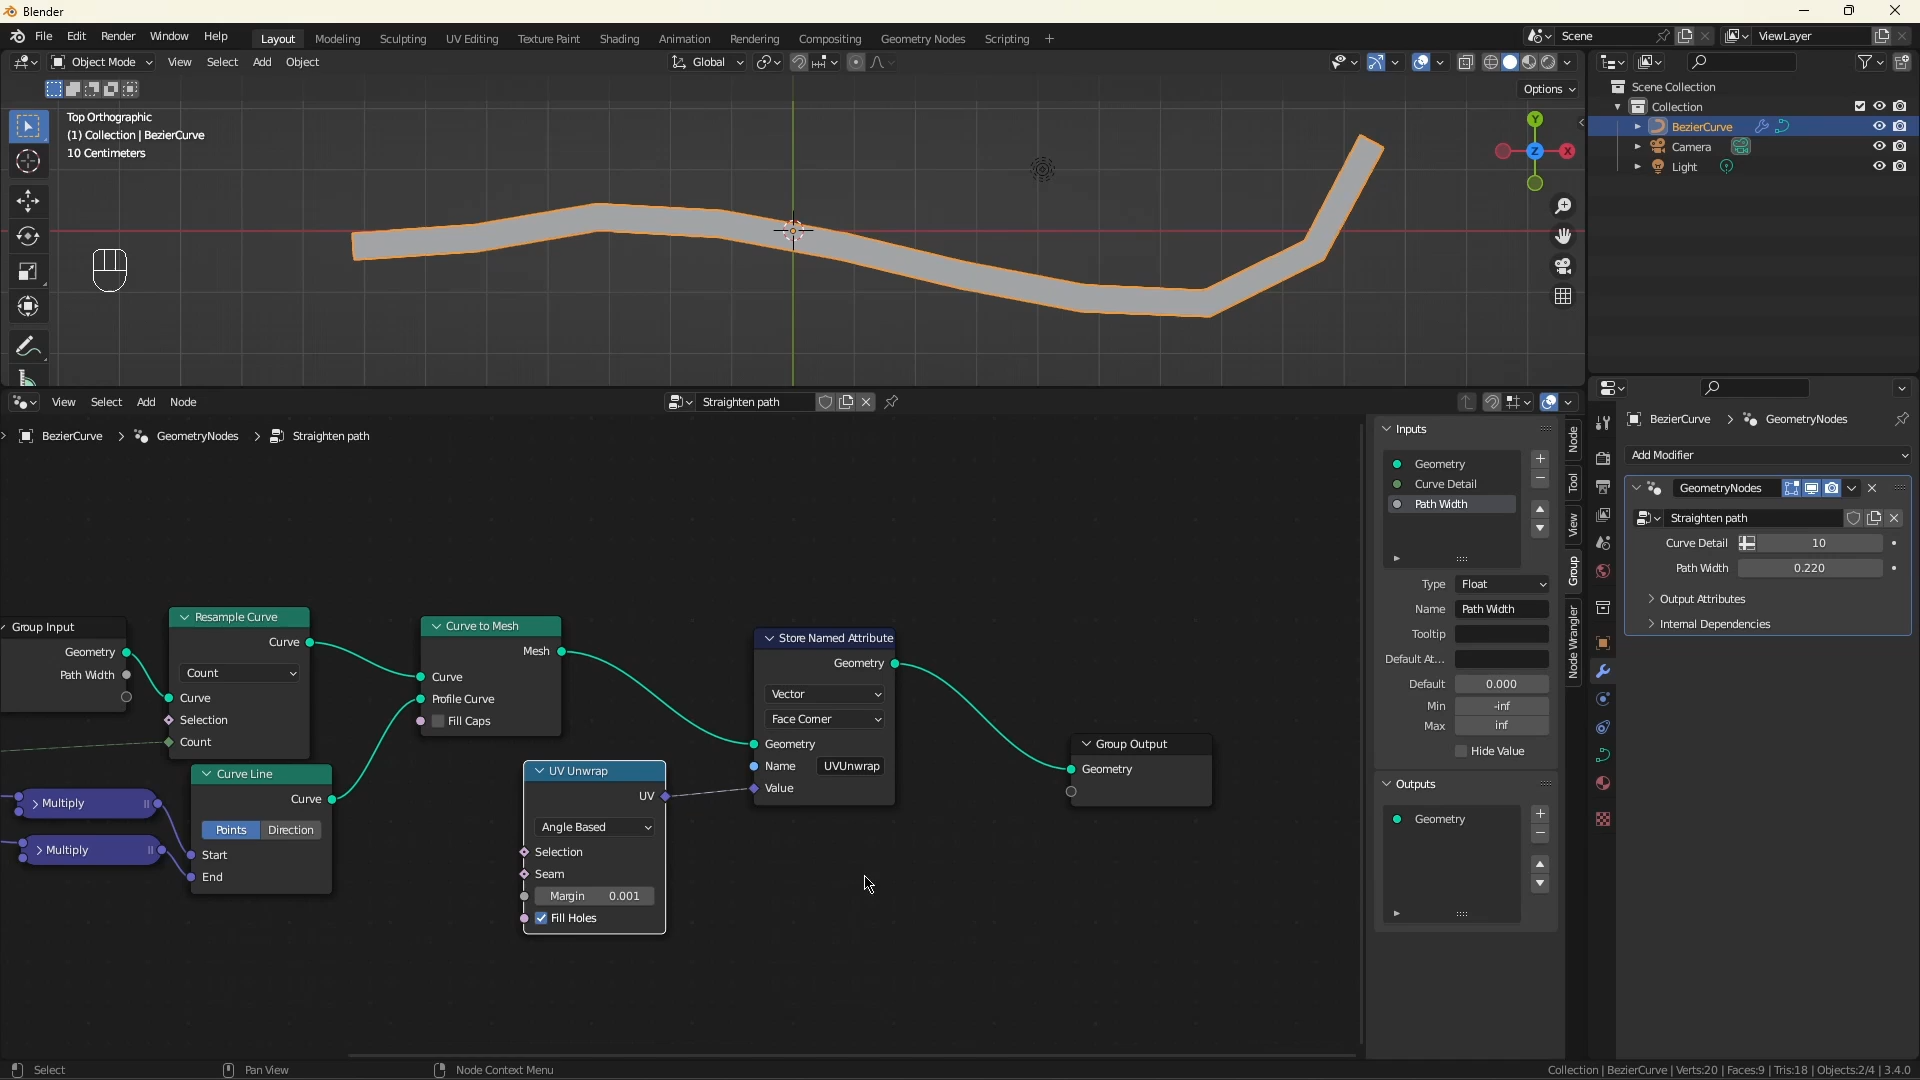 Blender
File Edit Render Window Help Layout Modeling Sculpting UV Editing Texture Paint Shading Animation Rendering Compositing Geometry Nodes Scripting + Scene ViewLayer
Object Mode View Select Add Object Global
Options
Top Orthographic
(1) Collection | BezierCurve
10 Centimeters
Y
X
Z
Scene Collection
Collection
BezierCurve
Camera
Light
View Select Add Node Straighten path
BezierCurve GeometryNodes Straighten path
Group Input
Geometry
Path Width
Resample Curve
Curve
Count
Curve
Selection
Count
Multiply
Multiply
Curve Line
Curve
Points Direction
Start
End
Curve to Mesh
Mesh
Curve
Profile Curve
Fill Caps
UV Unwrap
UV
Angle Based
Selection
Seam
Margin 0.001
Fill Holes
Store Named Attribute
Geometry
Vector
Face Corner
Geometry
Name UVUnwrap
Value
Group Output
Geometry
Inputs
Geometry
Curve Detail
Path Width
Type Float
Name Path Width
Tooltip
Default At...
Default 0.000
Min -inf
Max inf
Hide Value
Outputs
Geometry
Node
Tool
View
Group
Node Wrangler
BezierCurve GeometryNodes
Add Modifier
GeometryNodes
Straighten path
Curve Detail 10
Path Width 0.220
Output Attributes
Internal Dependencies
Select Pan View Node Context Menu Collection | BezierCurve | Verts:20 | Faces:9 | Tris:18 | Objects:2/4 | 3.4.0